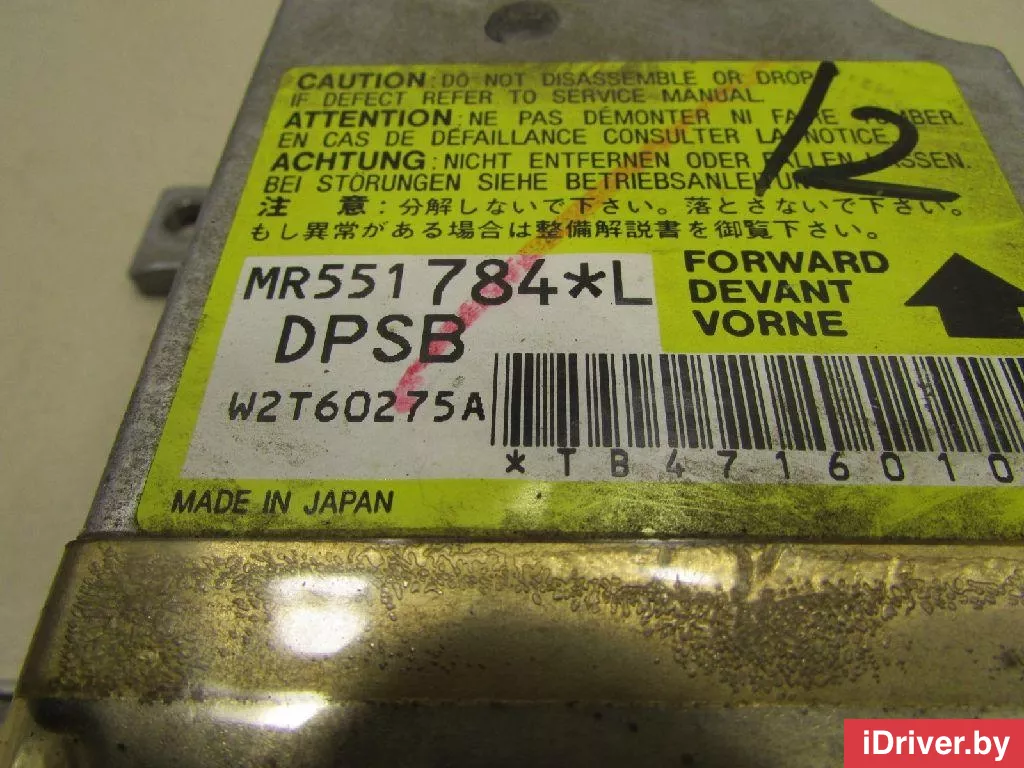 CAUTION: DO NOT DISASSEMBLE OR DROP
IF DEFECT REFER TO SERVICE MANUAL.
ATTENTION: NE PAS DÉMONTER NI FAIRE TOMBER.
EN CAS DE DÉFAILLANCE CONSULTER LA NOTICE
ACHTUNG: NICHT ENTFERNEN ODER FALLEN LASSEN.
BEI STÖRUNGEN SIEHE BETRIEBSANLEITUNG
注 意:分解しないで下さい。落とさないで下さい。
もし異常がある場合は整備解説書を御覧下さい。
12
MR551784*L
DPSB
W2T60275A
FORWARD
DEVANT
VORNE
*TB4716010
MADE IN JAPAN
iDriver.by